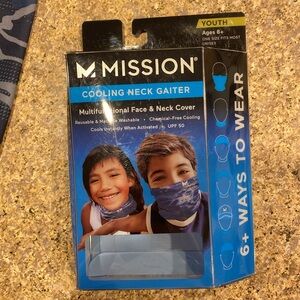 YOUTH
Ages 6+
ONE SIZE FITS MOST
UNISEX
MISSION
COOLING NECK GAITER
Multifunctional Face & Neck Cover
Reusable & Machine Washable • Chemical-Free Cooling
Cools Instantly When Activated • UPF 50
6+ WAYS TO WEAR